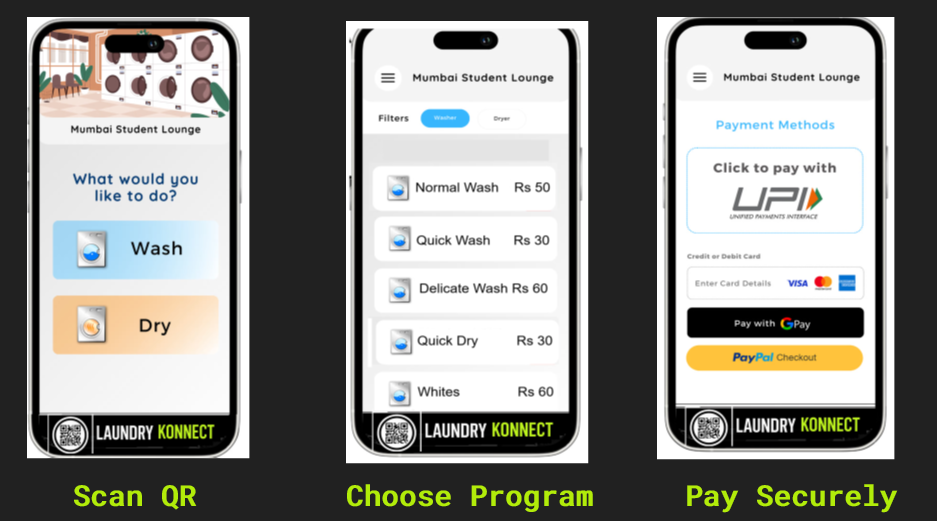 Mumbai Student Lounge
What would you
like to do?
Wash
Dry
LAUNDRY KONNECT
Scan QR
Mumbai Student Lounge
Filters
Washer
Dryer
Normal Wash Rs 50
Quick Wash Rs 30
Delicate Wash Rs 60
Quick Dry Rs 30
Whites Rs 60
LAUNDRY KONNECT
Choose Program
Mumbai Student Lounge
Payment Methods
Click to pay with
UPI
UNIFIED PAYMENTS INTERFACE
Credit or Debit Card
Enter Card Details VISA
Pay with G Pay
PayPal Checkout
LAUNDRY KONNECT
Pay Securely